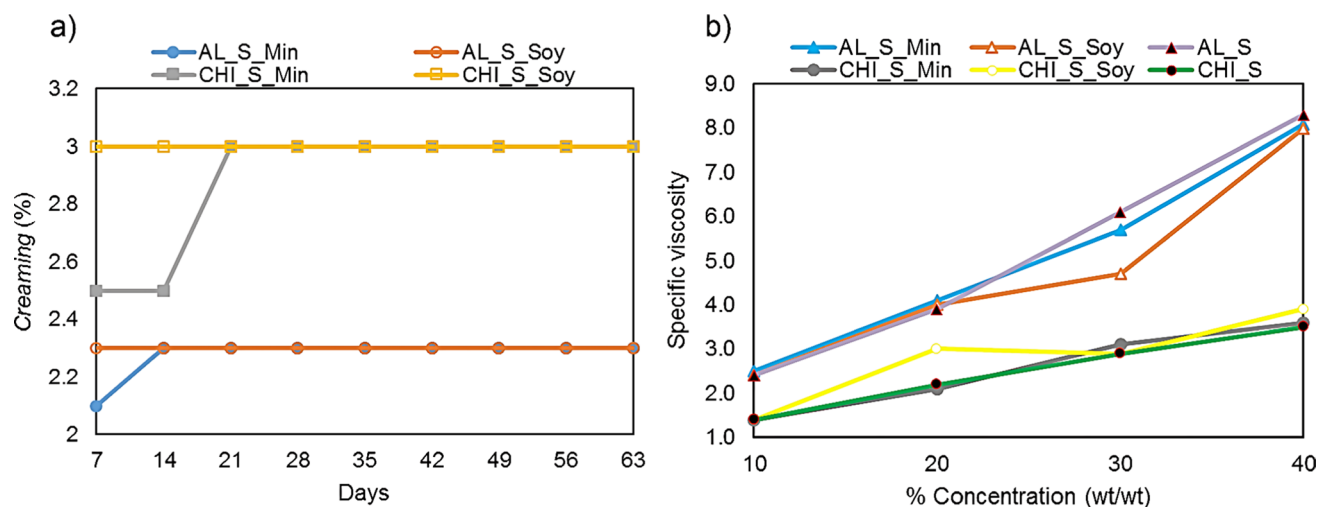 a)
AL_S_Min AL_S_Soy
CHI_S_Min CHI_S_Soy
3.2
3
2.8
2.6
2.4
2.2
2
Creaming (%)
7 14 21 28 35 42 49 56 63
Days
b)
AL_S_Min AL_S_Soy AL_S
CHI_S_Min CHI_S_Soy CHI_S
9.0
8.0
7.0
6.0
5.0
4.0
3.0
2.0
1.0
Specific viscosity
10 20 30 40
% Concentration (wt/wt)